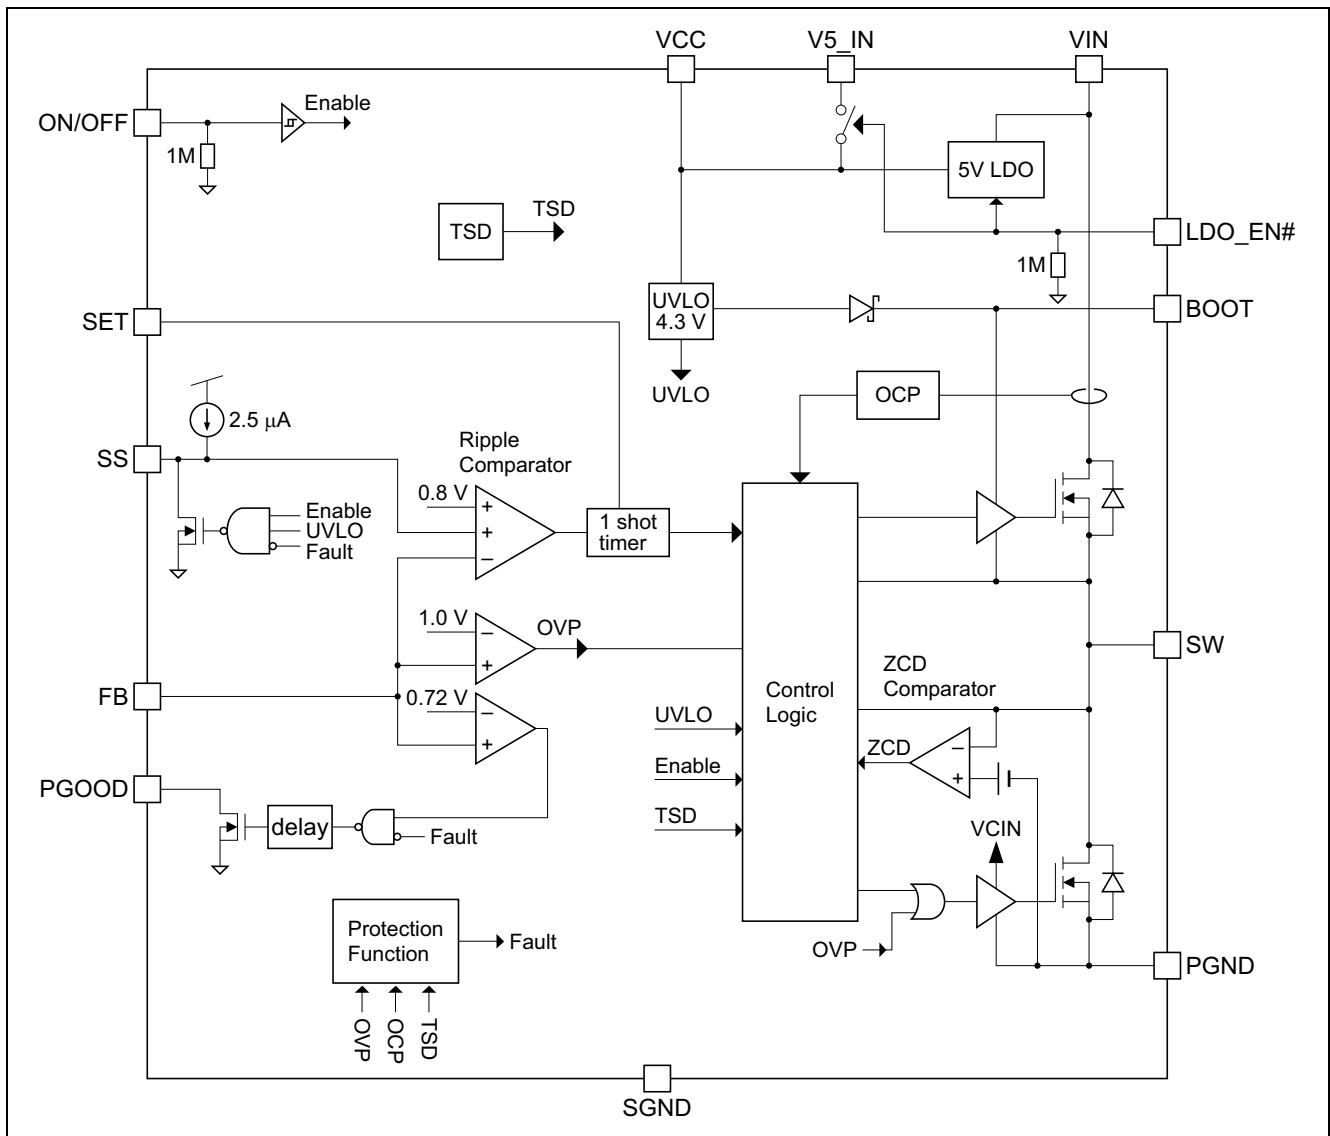 VCC
V5_IN
VIN
ON/OFF
Enable
1M
5V LDO
TSD
TSD
LDO_EN#
1M
SET
UVLO
4.3 V
BOOT
UVLO
OCP
2.5 μA
SS
Ripple
Comparator
0.8 V
+
+
–
1 shot
timer
Enable
UVLO
Fault
1.0 V
–
+
OVP
SW
FB
0.72 V
–
+
Control
Logic
ZCD
Comparator
UVLO
ZCD
–
+
Enable
PGOOD
TSD
delay
Fault
VCIN
Protection
Function
Fault
OVP
PGND
OVP
OCP
TSD
SGND